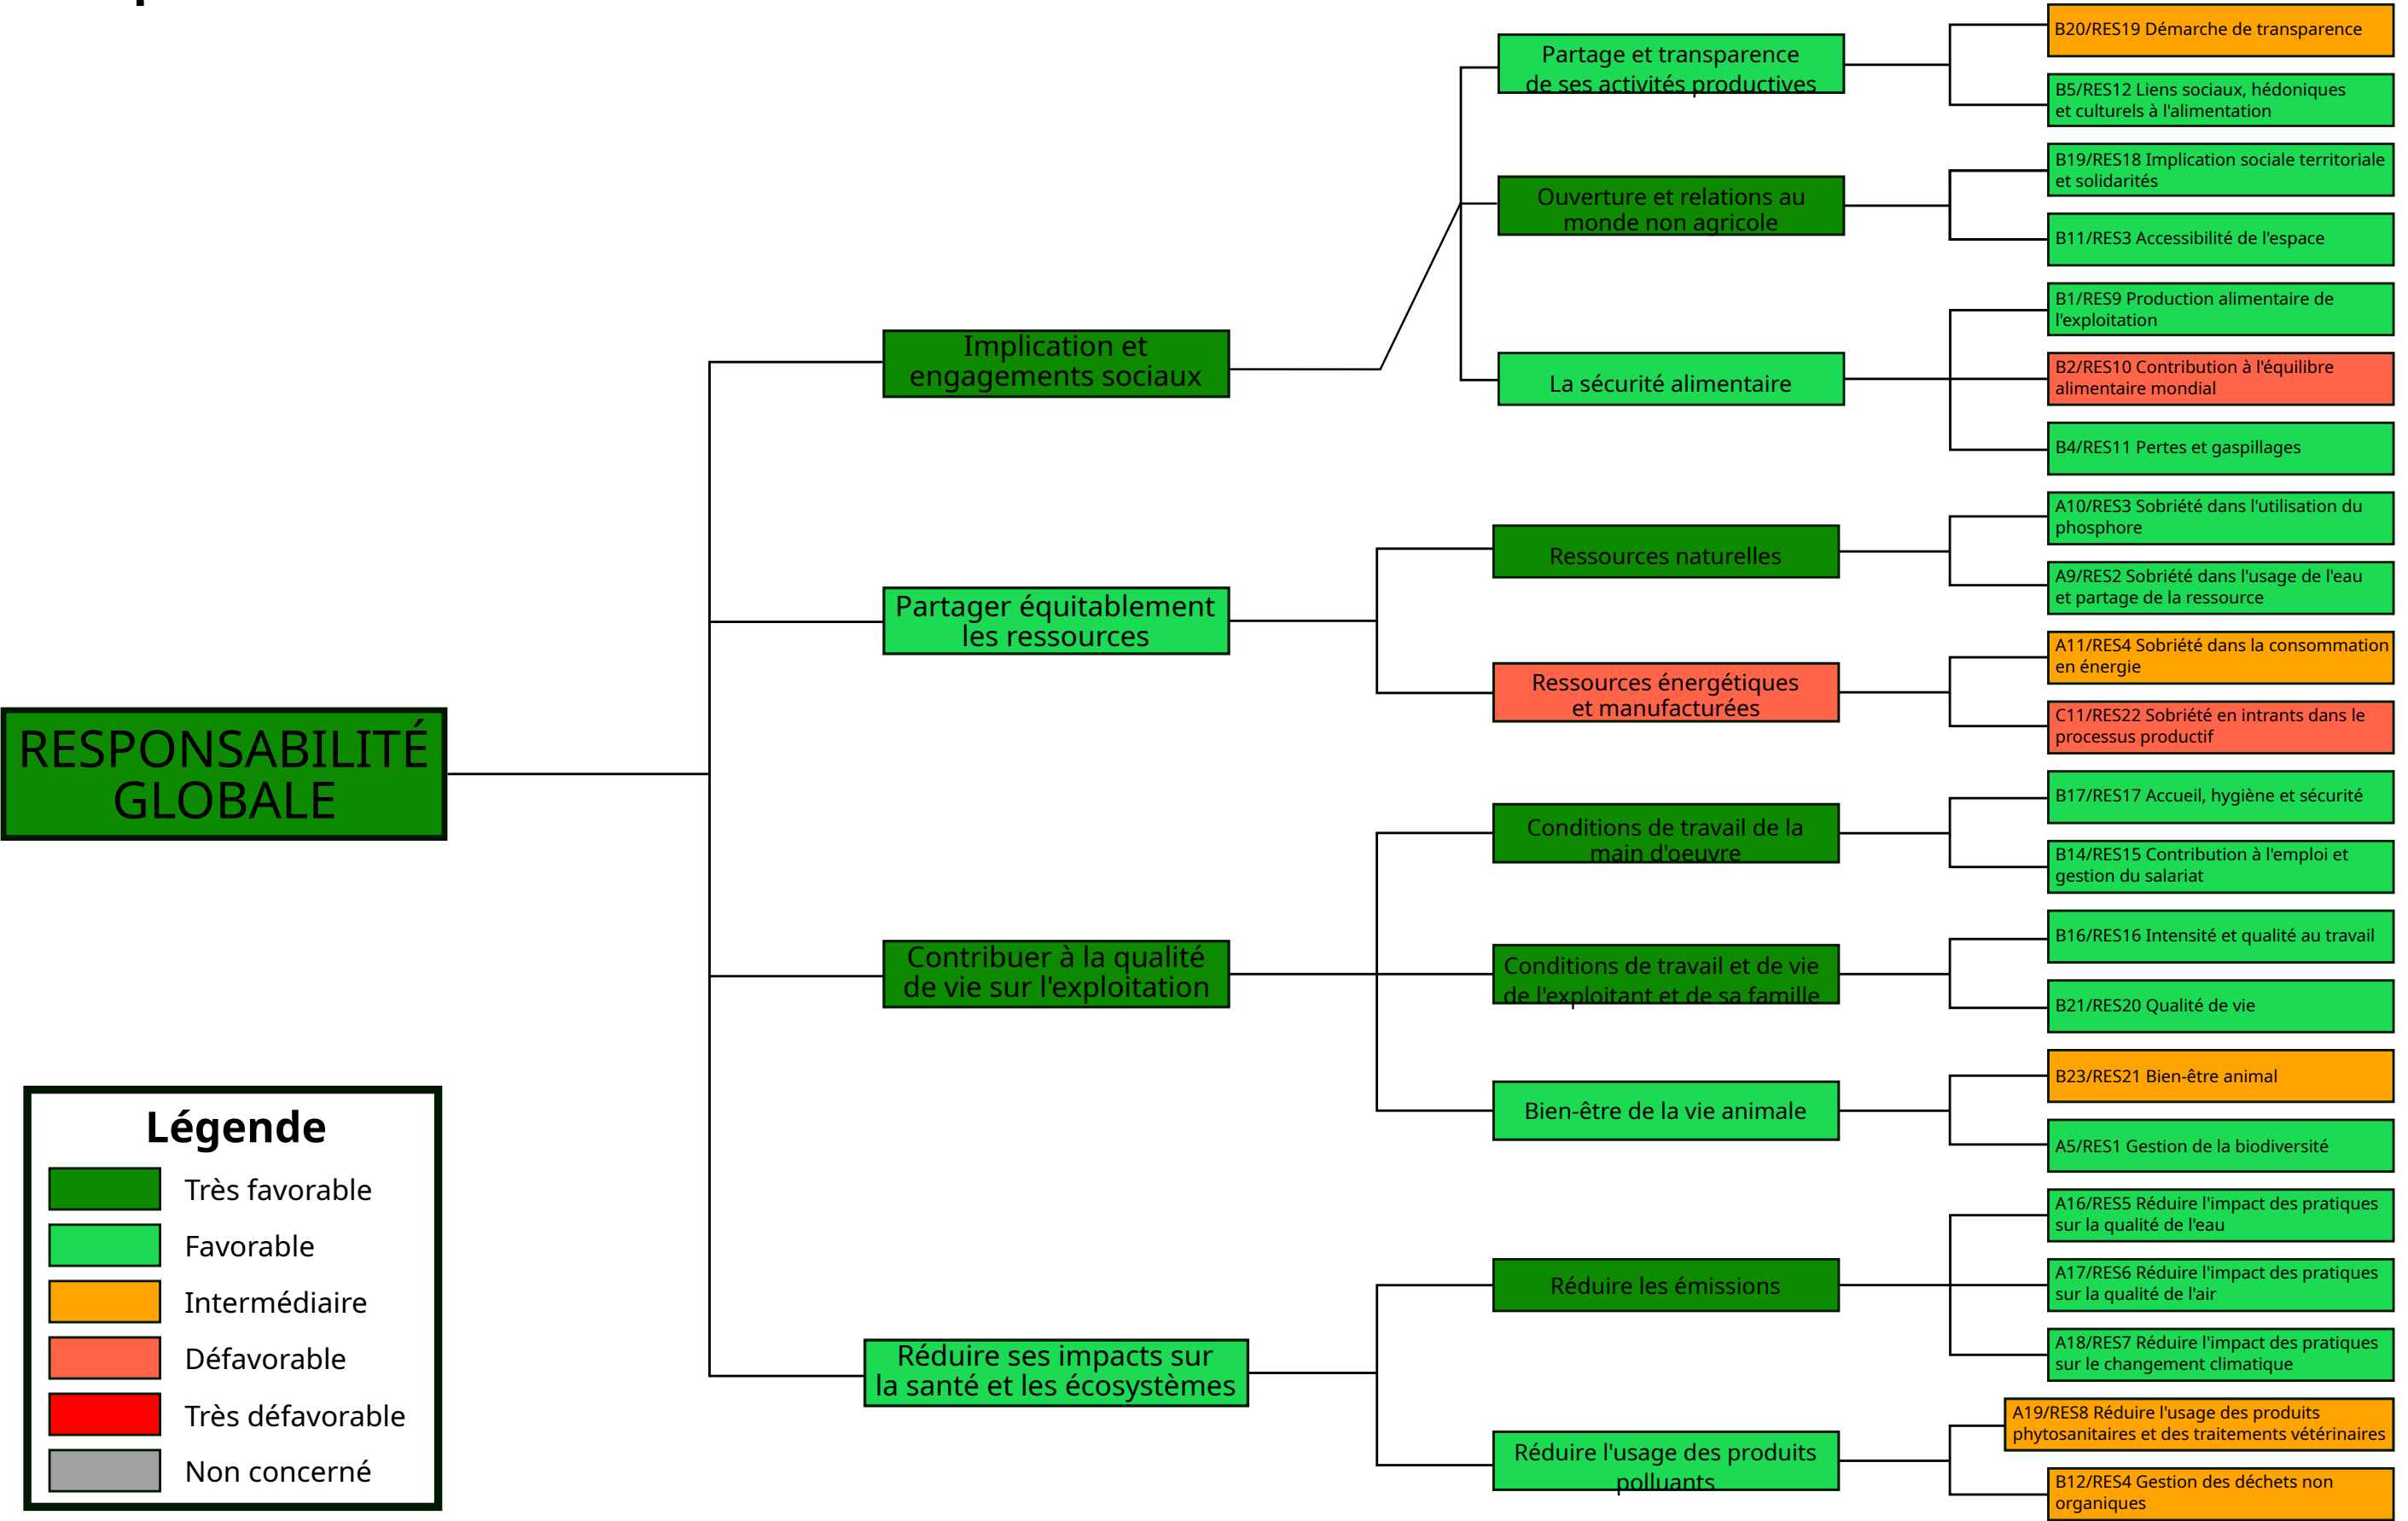 B20/RES19 Démarche de transparence
Partage et transparence
de ses activités productives
B5/RES12 Liens sociaux, hédoniques
et culturels à l'alimentation
B19/RES18 Implication sociale territoriale
et solidarités
Ouverture et relations au
monde non agricole
B11/RES3 Accessibilité de l'espace
B1/RES9 Production alimentaire de
l'exploitation
Implication et
engagements sociaux
La sécurité alimentaire
B2/RES10 Contribution à l'équilibre
alimentaire mondial
B4/RES11 Pertes et gaspillages
A10/RES3 Sobriété dans l'utilisation du
phosphore
Ressources naturelles
A9/RES2 Sobriété dans l'usage de l'eau
et partage de la ressource
Partager équitablement
les ressources
A11/RES4 Sobriété dans la consommation
en énergie
Ressources énergétiques
et manufacturées
C11/RES22 Sobriété en intrants dans le
processus productif
RESPONSABILITÉ
GLOBALE
B17/RES17 Accueil, hygiène et sécurité
Conditions de travail de la
main d'oeuvre
B14/RES15 Contribution à l'emploi et
gestion du salariat
B16/RES16 Intensité et qualité au travail
Contribuer à la qualité
de vie sur l'exploitation
Conditions de travail et de vie
de l'exploitant et de sa famille
B21/RES20 Qualité de vie
B23/RES21 Bien-être animal
Bien-être de la vie animale
A5/RES1 Gestion de la biodiversité
A16/RES5 Réduire l'impact des pratiques
sur la qualité de l'eau
Réduire les émissions
A17/RES6 Réduire l'impact des pratiques
sur la qualité de l'air
A18/RES7 Réduire l'impact des pratiques
sur le changement climatique
Réduire ses impacts sur
la santé et les écosystèmes
A19/RES8 Réduire l'usage des produits
phytosanitaires et des traitements vétérinaires
Réduire l'usage des produits
polluants
B12/RES4 Gestion des déchets non
organiques
Légende
Très favorable
Favorable
Intermédiaire
Défavorable
Très défavorable
Non concerné